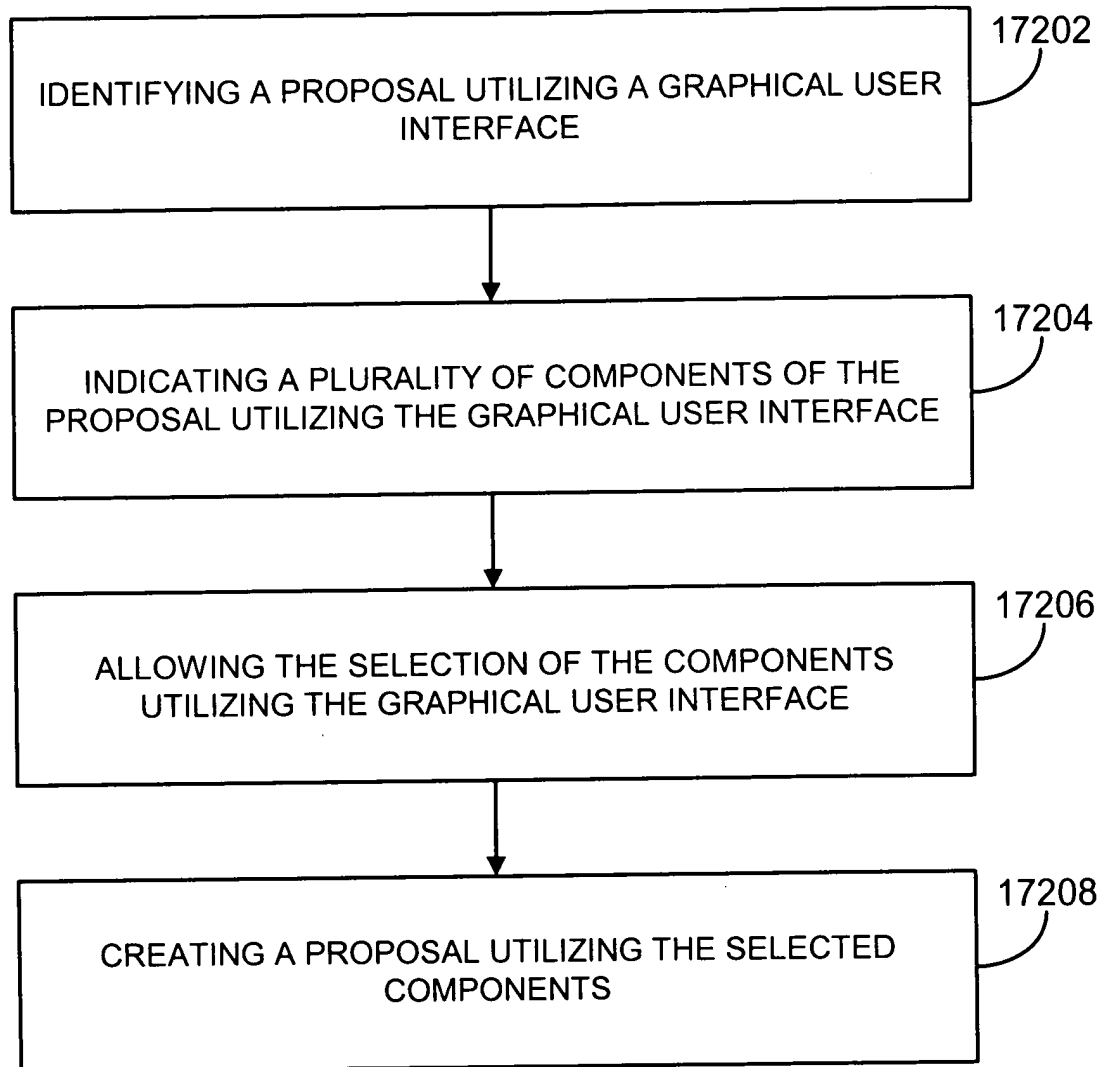 17202
IDENTIFYING A PROPOSAL UTILIZING A GRAPHICAL USER
INTERFACE
17204
INDICATING A PLURALITY OF COMPONENTS OF THE
PROPOSAL UTILIZING THE GRAPHICAL USER INTERFACE
17206
ALLOWING THE SELECTION OF THE COMPONENTS
UTILIZING THE GRAPHICAL USER INTERFACE
17208
CREATING A PROPOSAL UTILIZING THE SELECTED
COMPONENTS